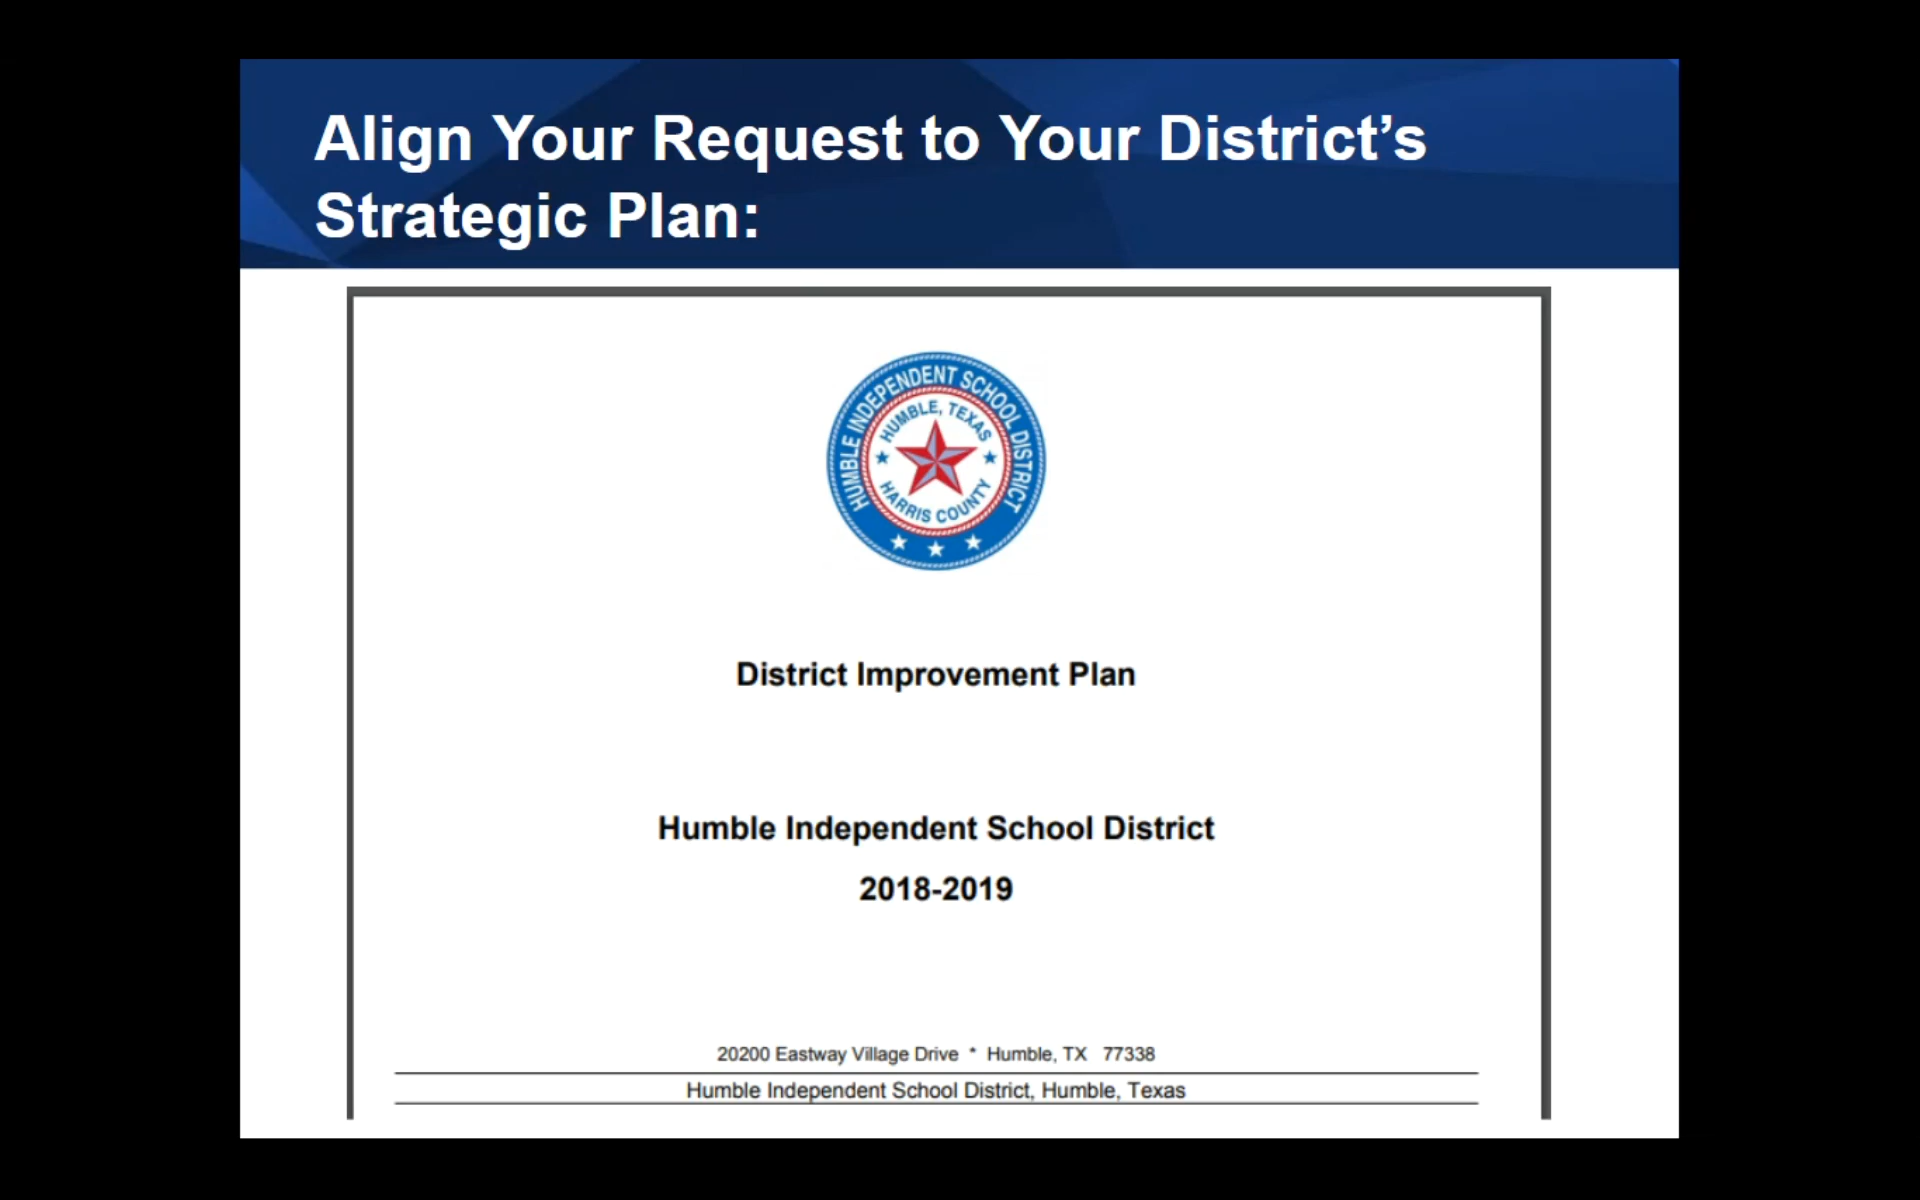 Align Your Request to Your District’s
Strategic Plan:
HUMBLE INDEPENDENT SCHOOL DISTRICT
HUMBLE, TEXAS
HARRIS COUNTY
District Improvement Plan
Humble Independent School District
2018-2019
20200 Eastway Village Drive * Humble, TX 77338
Humble Independent School District, Humble, Texas